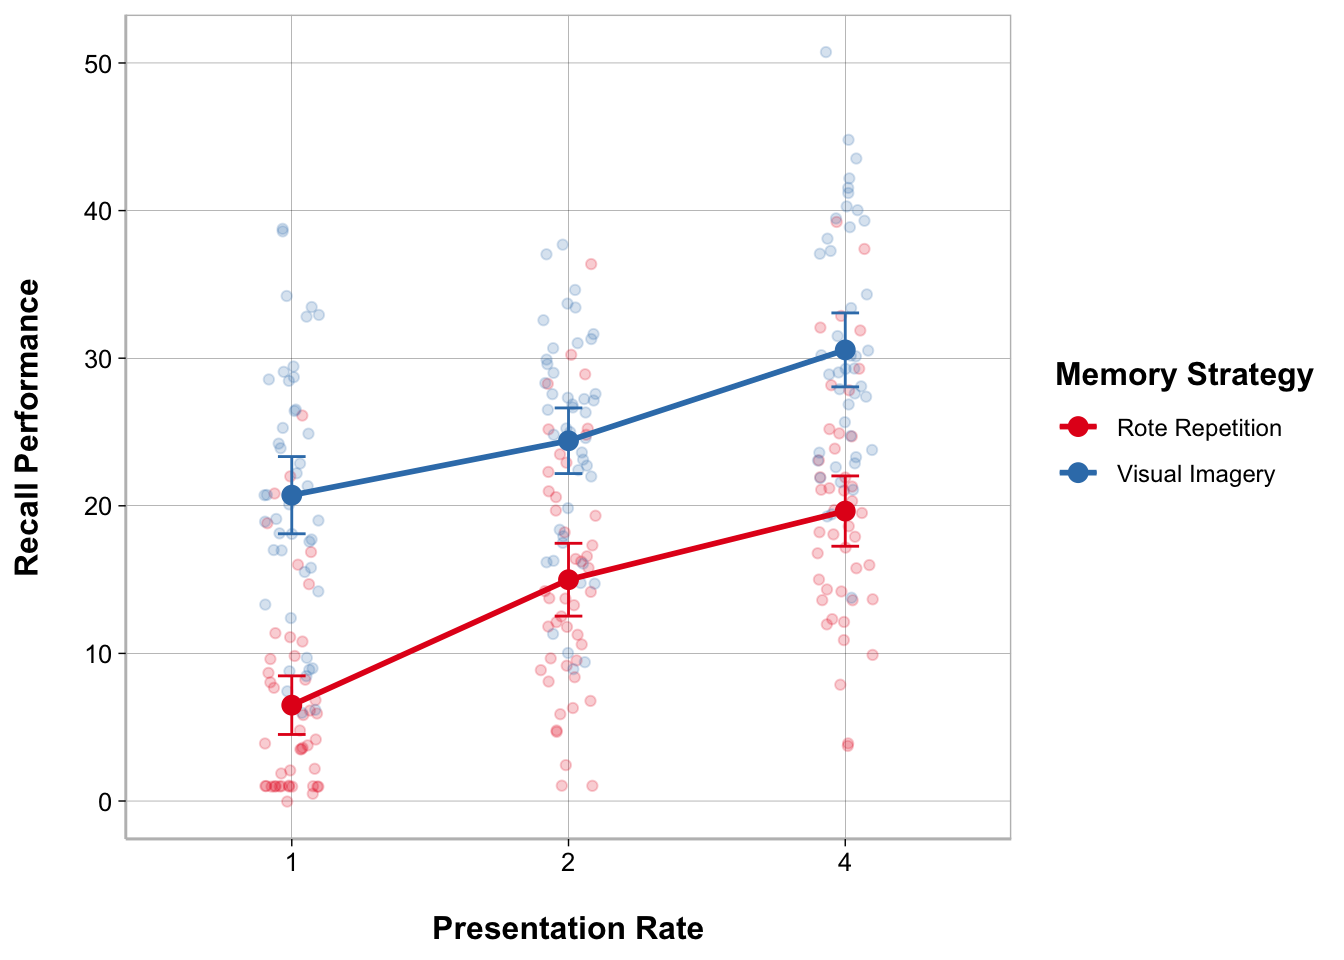 50
40
30
20
10
0
Recall Performance
1
2
4
Presentation Rate
Memory Strategy
Rote Repetition
Visual Imagery